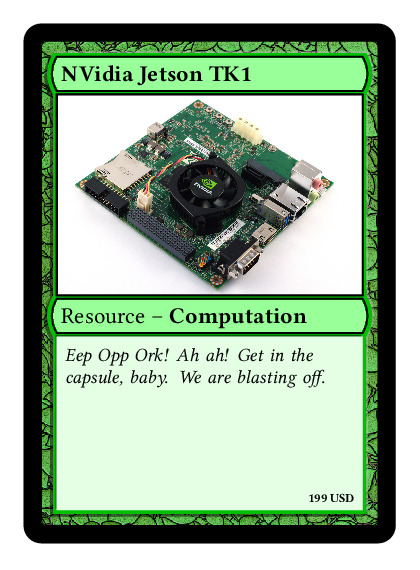 NVidia Jetson TK1
NVIDIA
Resource – Computation
Eep Opp Ork! Ah ah! Get in the
capsule, baby. We are blasting off.
199 USD